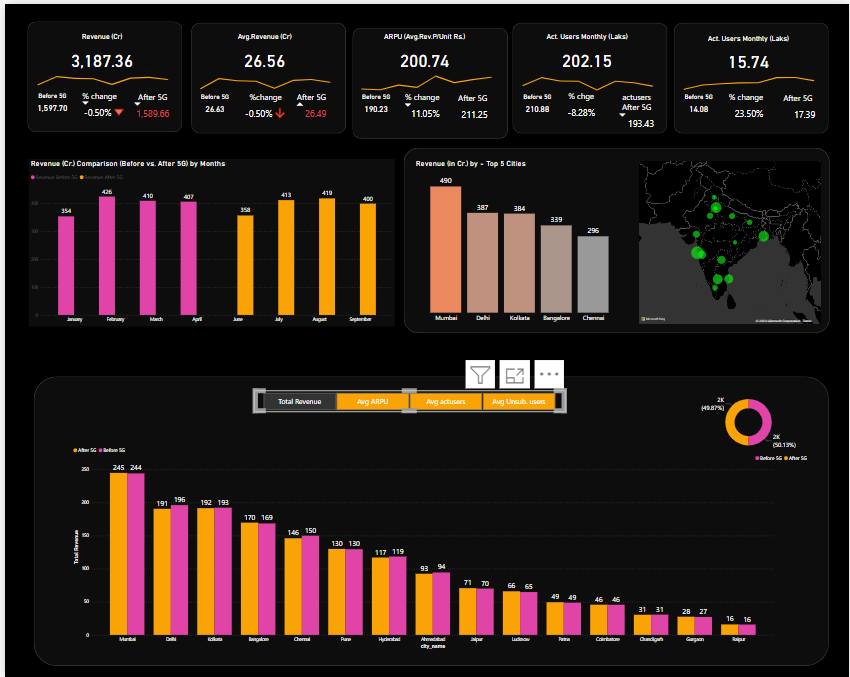 Revenue (Cr)
3,187.36
Before 5G
1,597.70
% change
-0.50%
After 5G
1,589.66
Avg.Revenue (Cr)
26.56
Before 5G
26.63
%change
-0.50%
After 5G
26.49
ARPU (Avg.Rev.P/Unit Rs.)
200.74
Before 5G
190.23
% change
11.05%
After 5G
211.25
Act. Users Monthly (Laks)
202.15
Before 5G
210.88
% chge
-8.28%
actusers
After 5G
193.43
Act. Users Monthly (Laks)
15.74
Before 5G
14.08
% change
23.50%
After 5G
17.39
Revenue (Cr.) Comparison (Before vs. After 5G) by Months
Revenue Before 5G Revenue After 5G
354 426 410 407 358 413 419 400
January February March April June July August September
Revenue (In Cr.) by - Top 5 Cities
490 387 384 339 296
Mumbai Delhi Kolkata Bangalore Chennai
Total Revenue Avg ARPU Avg actusers Avg Unsub. users
2K
(49.87%)
2K
(50.13%)
Before 5G After 5G
After 5G Before 5G
Total Revenue
250
200
150
100
50
0
245 244 191 196 192 193 170 169 146 150 130 130 117 119 93 94 71 70 66 65 49 49 46 46 31 31 28 27 16 16
Mumbai Delhi Kolkata Bangalore Chennai Pune Hyderabad Ahmedabad Jaipur Lucknow Patna Coimbatore Chandigarh Gurgaon Raipur
city_name